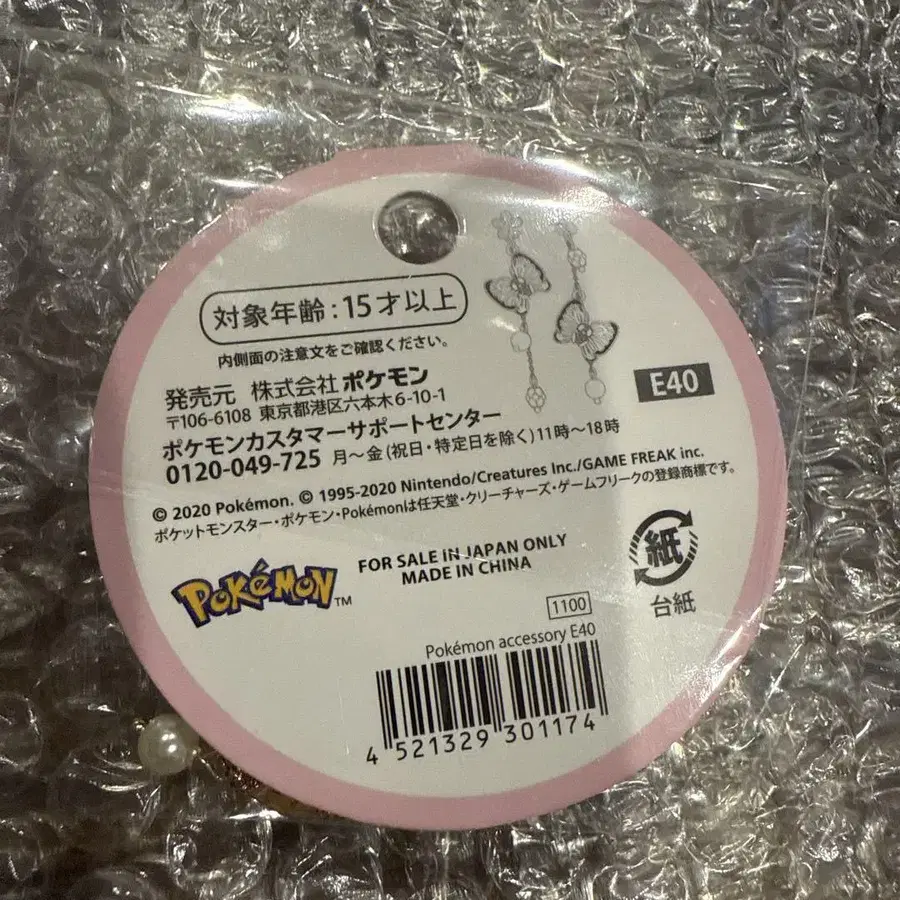 対象年齢:15才以上
内側面の注意文をご確認ください。
発売元 株式会社 ポケモン
〒106-6108 東京都港区六本木6-10-1
E40
ポケモンカスタマーサポートセンター
0120-049-725 月～金(祝日・特定日を除く)11時～18時
© 2020 Pokémon. © 1995-2020 Nintendo/Creatures Inc./GAME FREAK inc.
ポケットモンスター・ポケモン・Pokémonは任天堂・クリーチャーズ・ゲームフリークの登録商標です。
POKéMON™
FOR SALE IN JAPAN ONLY
MADE IN CHINA
紙
台紙
1100
Pokémon accessory E40
4 521329 301174